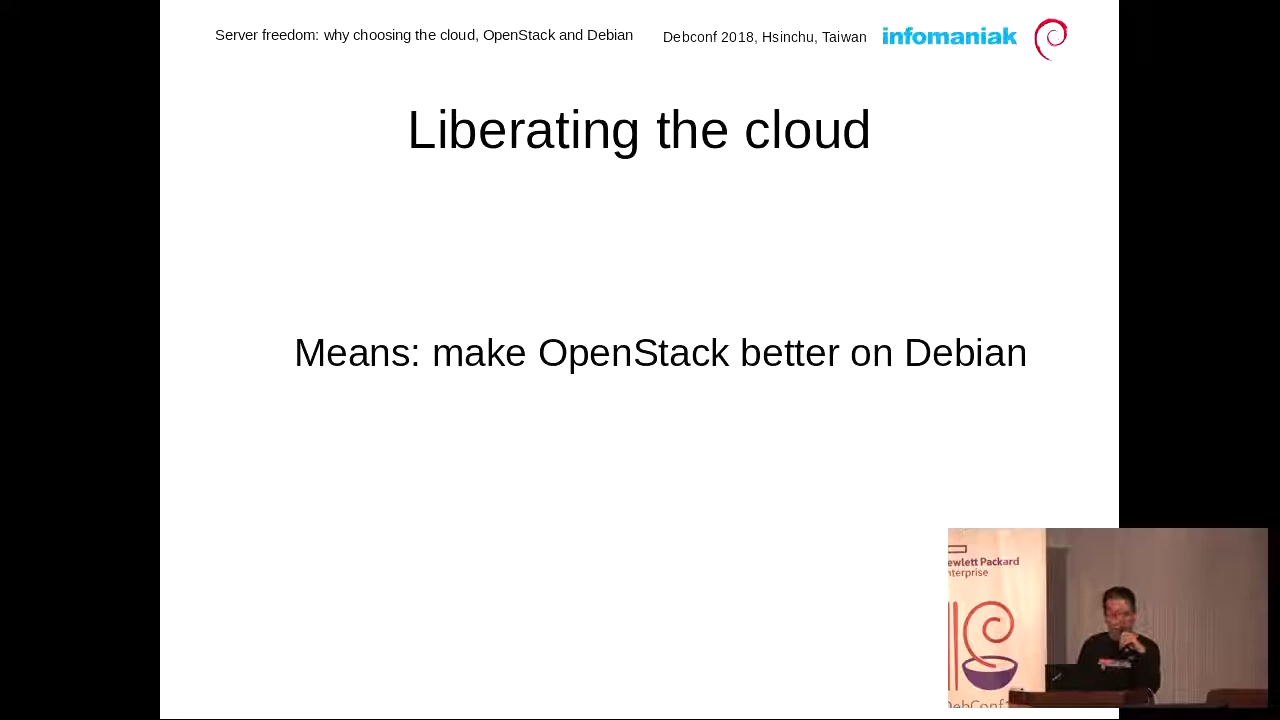 Server freedom: why choosing the cloud, OpenStack and Debian
Debconf 2018, Hsinchu, Taiwan
infomaniak
Liberating the cloud
Means: make OpenStack better on Debian
ewlett Packard
nterprise
DebConf1